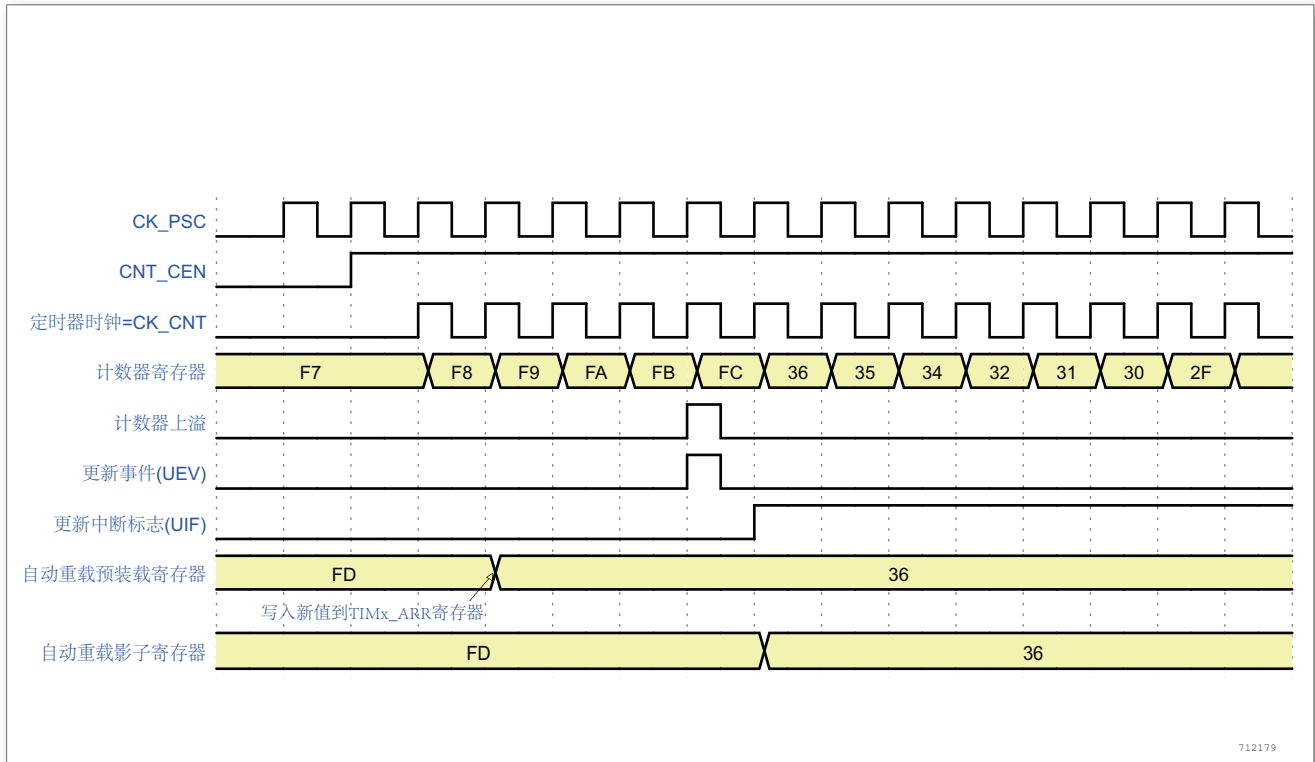 CK_PSC
CNT_CEN
定时器时钟=CK_CNT
计数器寄存器 F7 F8 F9 FA FB FC 36 35 34 32 31 30 2F
计数器上溢
更新事件(UEV)
更新中断标志(UIF)
自动重载预装载寄存器 FD 36
写入新值到TIMx_ARR寄存器
自动重载影子寄存器 FD 36
712179